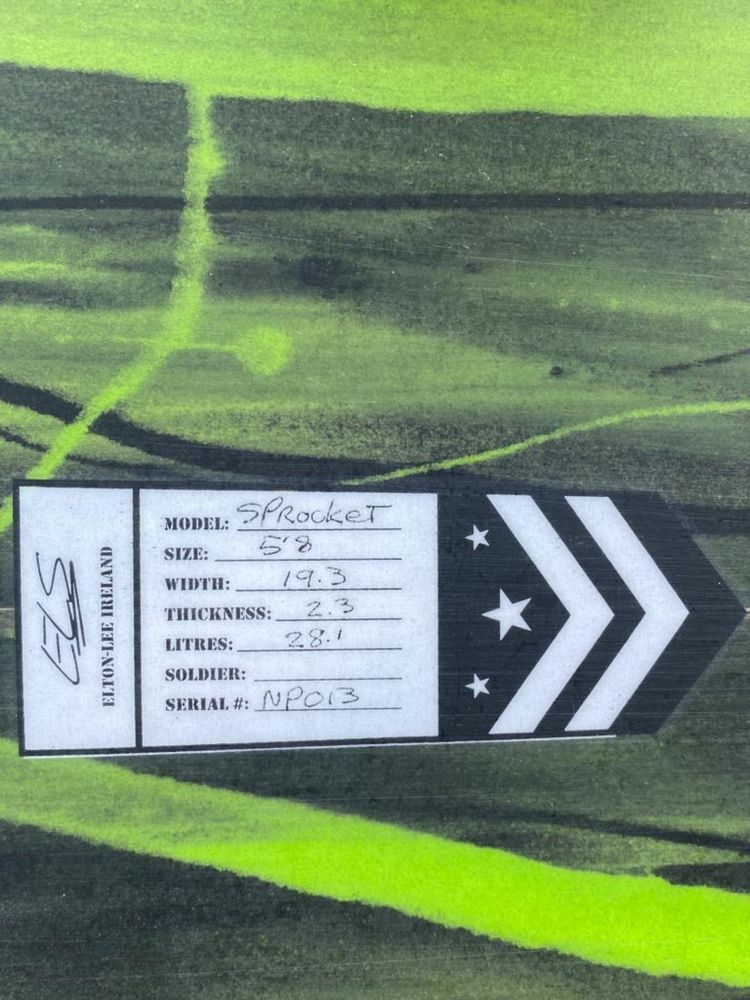 ELS
ELTON-LEE IRELAND
MODEL: SPROCKET
SIZE: 5'8
WIDTH: 19.3
THICKNESS: 2.3
LITRES: 28.1
SOLDIER:
SERIAL #: NP013